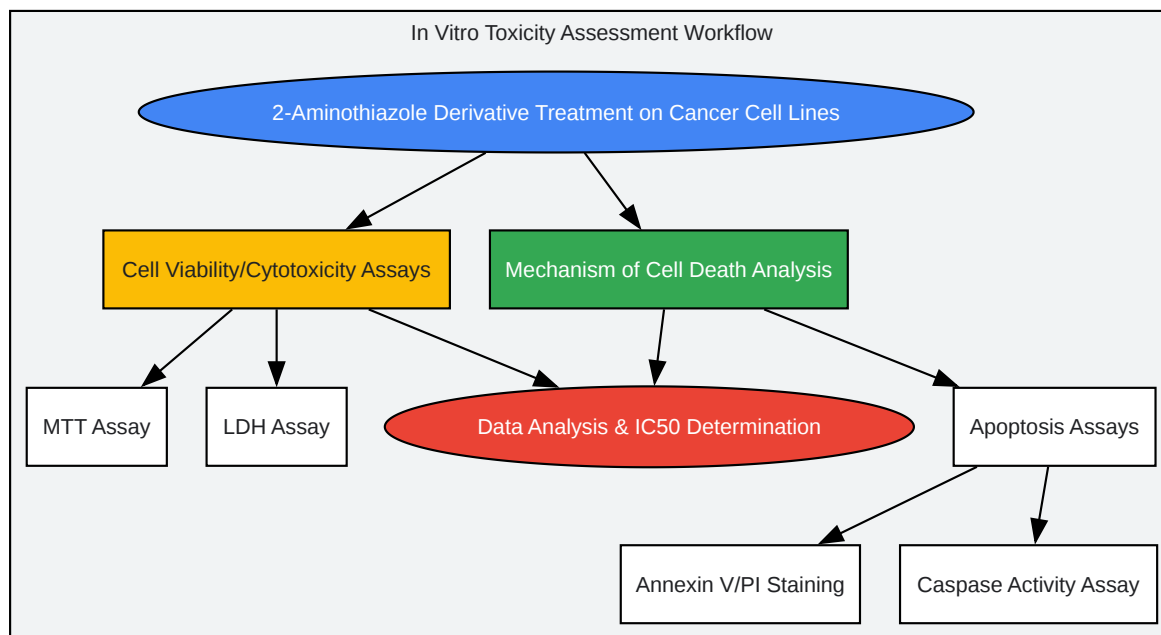 In Vitro Toxicity Assessment Workflow
2-Aminothiazole Derivative Treatment on Cancer Cell Lines
Cell Viability/Cytotoxicity Assays
Mechanism of Cell Death Analysis
MTT Assay
LDH Assay
Data Analysis & IC50 Determination
Apoptosis Assays
Annexin V/PI Staining
Caspase Activity Assay